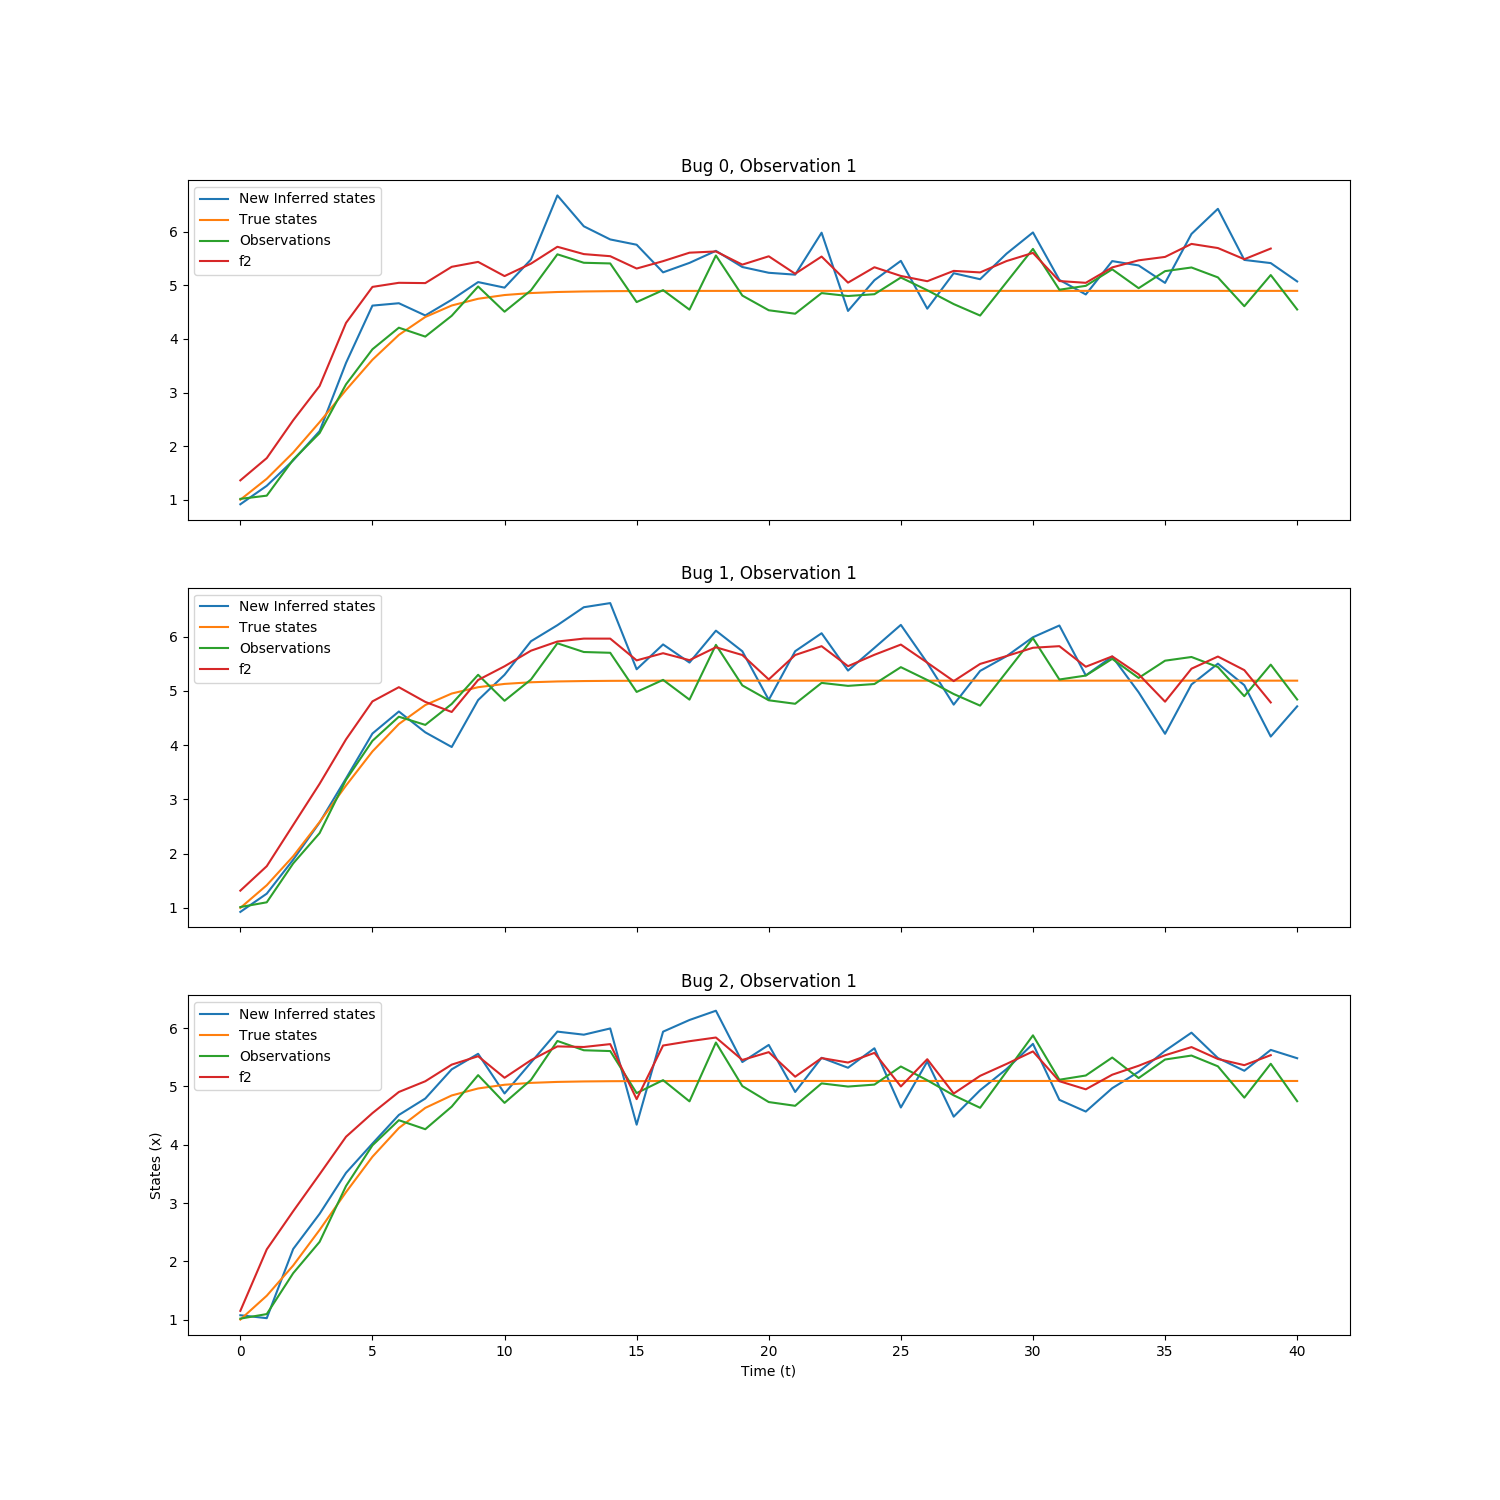 Bug 0, Observation 1
New Inferred states
True states
Observations
f2
6
5
4
3
2
1
Bug 1, Observation 1
New Inferred states
True states
Observations
f2
6
5
4
3
2
1
Bug 2, Observation 1
New Inferred states
True states
Observations
f2
6
5
4
3
2
1
States (x)
0 5 10 15 20 25 30 35 40
Time (t)